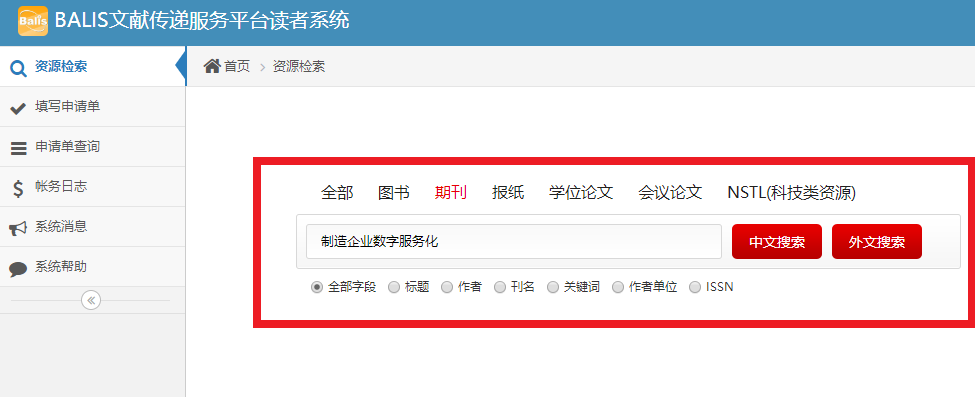 Balis BALIS文献传递服务平台读者系统
资源检索
填写申请单
申请单查询
帐务日志
系统消息
系统帮助
首页 资源检索
全部 图书 期刊 报纸 学位论文 会议论文 NSTL(科技类资源)
制造企业数字服务化 中文搜索 外文搜索
全部字段 标题 作者 刊名 关键词 作者单位 ISSN